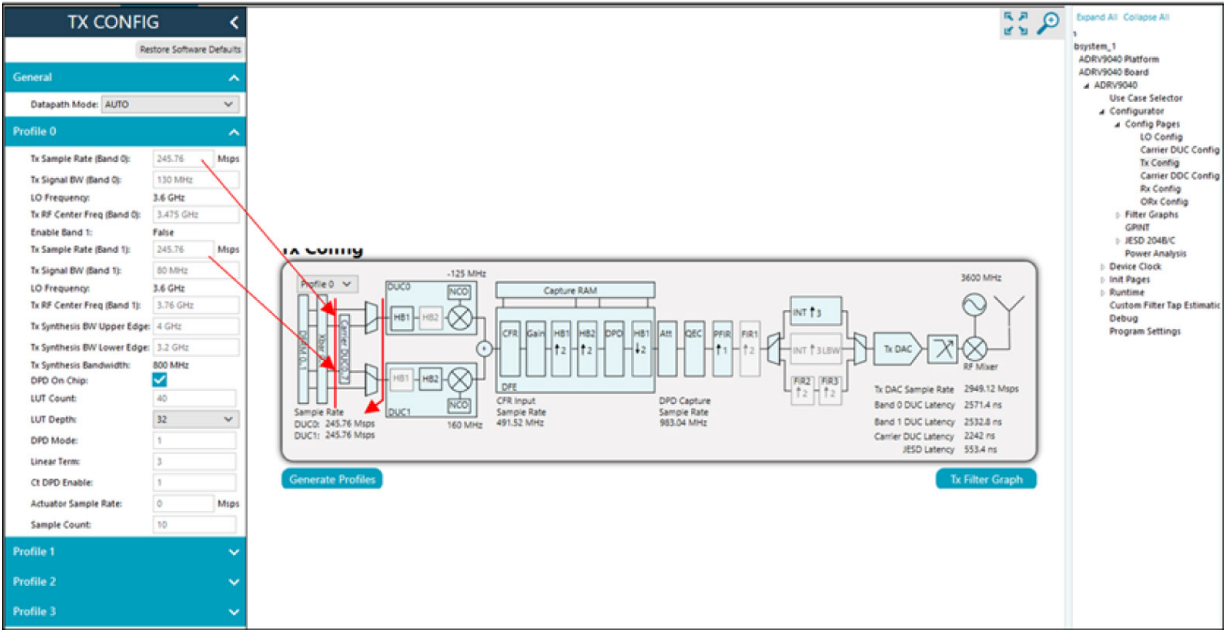 TX CONFIG <
Restore Software Defaults
General
Datapath Mode: AUTO
Profile 0
Tx Sample Rate (Band 0): 245.76 Msps
Tx Signal BW (Band 0): 130 MHz
LO Frequency: 3.6 GHz
Tx RF Center Freq (Band 0): 3.475 GHz
Enable Band 1: False
Tx Sample Rate (Band 1): 245.76 Msps
Tx Signal BW (Band 1): 80 MHz
LO Frequency: 3.6 GHz
Tx RF Center Freq (Band 1): 3.76 GHz
Tx Synthesis BW Upper Edge: 4 GHz
Tx Synthesis BW Lower Edge: 3.2 GHz
Tx Synthesis Bandwidth: 800 MHz
DPD On Chip:
LUT Count: 40
LUT Depth: 32
DPD Mode: 1
Linear Term: 3
Ct DPD Enable: 1
Actuator Sample Rate: 0 Msps
Sample Count: 10
Profile 1
Profile 2
Profile 3
Tx Config
Profile 0
-125 MHz
DUC0
NCO
HB1 HB2
Carrier DUC0,7
DUC1
HB1 HB2
NCO
160 MHz
Sample Rate
DUC0: 245.76 Msps
DUC1: 245.76 Msps
Capture RAM
CFR Gain HB1 ↑2 HB2 ↑2 DPD HB1 ↓2
DFE
CFR Input
Sample Rate
491.52 MHz
DPD Capture
Sample Rate
983.04 MHz
Att QEC PFIR ↑1 FIR1 ↑2
INT ↑3
INT ↑3LBW
FIR2 ↑2 FIR3 ↑2
Tx DAC
3600 MHz
RF Mixer
Tx DAC Sample Rate 2949.12 Msps
Band 0 DUC Latency 2571.4 ns
Band 1 DUC Latency 2532.8 ns
Carrier DUC Latency 2242 ns
JESD Latency 553.4 ns
Generate Profiles
Tx Filter Graph
Expand All Collapse All
1
bsystem_1
ADRV9040 Platform
ADRV9040 Board
ADRV9040
Use Case Selector
Configurator
Config Pages
LO Config
Carrier DUC Config
Tx Config
Carrier DDC Config
Rx Config
ORx Config
Filter Graphs
GPINT
JESD 204B/C
Power Analysis
Device Clock
Init Pages
Runtime
Custom Filter Tap Estimatic
Debug
Program Settings